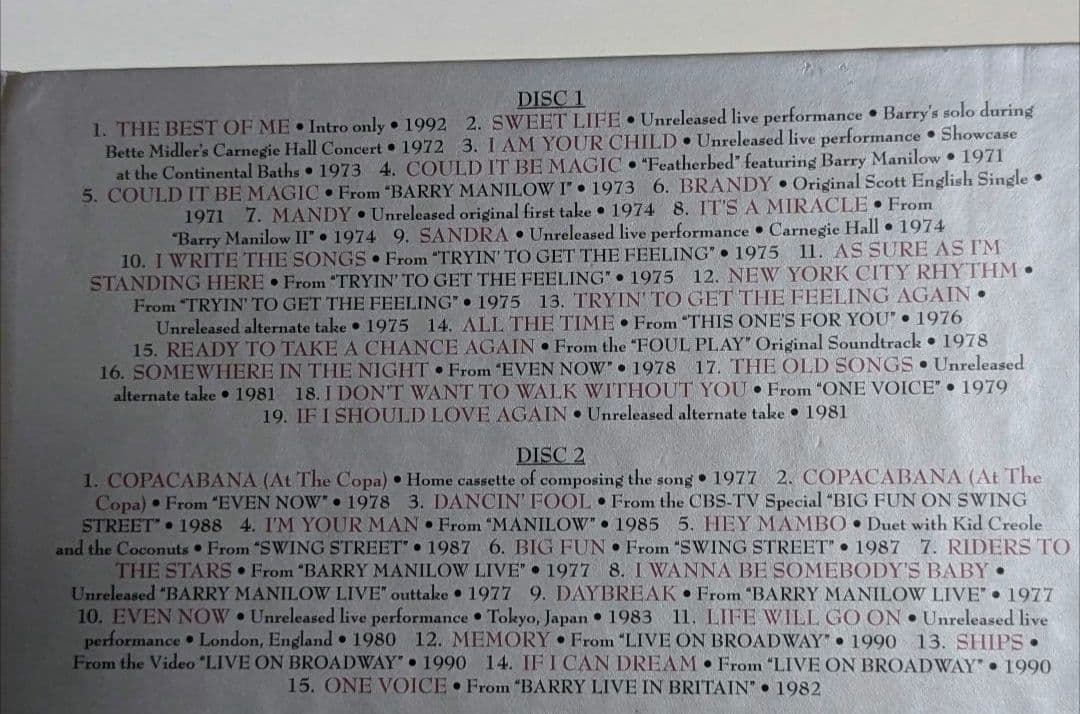 DISC 1
1. THE BEST OF ME • Intro only • 1992 2. SWEET LIFE • Unreleased live performance • Barry's solo during
Bette Midler's Carnegie Hall Concert • 1972 3. I AM YOUR CHILD • Unreleased live performance • Showcase
at the Continental Baths • 1973 4. COULD IT BE MAGIC • "Featherbed" featuring Barry Manilow • 1971
5. COULD IT BE MAGIC • From "BARRY MANILOW I" • 1973 6. BRANDY • Original Scott English Single •
1971 7. MANDY • Unreleased original first take • 1974 8. IT'S A MIRACLE • From
"Barry Manilow II" • 1974 9. SANDRA • Unreleased live performance • Carnegie Hall • 1974
10. I WRITE THE SONGS • From "TRYIN' TO GET THE FEELING" • 1975 11. AS SURE AS I'M
STANDING HERE • From "TRYIN' TO GET THE FEELING" • 1975 12. NEW YORK CITY RHYTHM •
From "TRYIN' TO GET THE FEELING" • 1975 13. TRYIN' TO GET THE FEELING AGAIN •
Unreleased alternate take • 1975 14. ALL THE TIME • From "THIS ONE'S FOR YOU" • 1976
15. READY TO TAKE A CHANCE AGAIN • From the "FOUL PLAY" Original Soundtrack • 1978
16. SOMEWHERE IN THE NIGHT • From "EVEN NOW" • 1978 17. THE OLD SONGS • Unreleased
alternate take • 1981 18. I DON'T WANT TO WALK WITHOUT YOU • From "ONE VOICE" • 1979
19. IF I SHOULD LOVE AGAIN • Unreleased alternate take • 1981
DISC 2
1. COPACABANA (At The Copa) • Home cassette of composing the song • 1977 2. COPACABANA (At The
Copa) • From "EVEN NOW" • 1978 3. DANCIN' FOOL • From the CBS-TV Special "BIG FUN ON SWING
STREET" • 1988 4. I'M YOUR MAN • From "MANILOW" • 1985 5. HEY MAMBO • Duet with Kid Creole
and the Coconuts • From "SWING STREET" • 1987 6. BIG FUN • From "SWING STREET" • 1987 7. RIDERS TO
THE STARS • From "BARRY MANILOW LIVE" • 1977 8. I WANNA BE SOMEBODY'S BABY •
Unreleased "BARRY MANILOW LIVE" outtake • 1977 9. DAYBREAK • From "BARRY MANILOW LIVE" • 1977
10. EVEN NOW • Unreleased live performance • Tokyo, Japan • 1983 11. LIFE WILL GO ON • Unreleased live
performance • London, England • 1980 12. MEMORY • From "LIVE ON BROADWAY" • 1990 13. SHIPS •
From the Video "LIVE ON BROADWAY" • 1990 14. IF I CAN DREAM • From "LIVE ON BROADWAY" • 1990
15. ONE VOICE • From "BARRY LIVE IN BRITAIN" • 1982